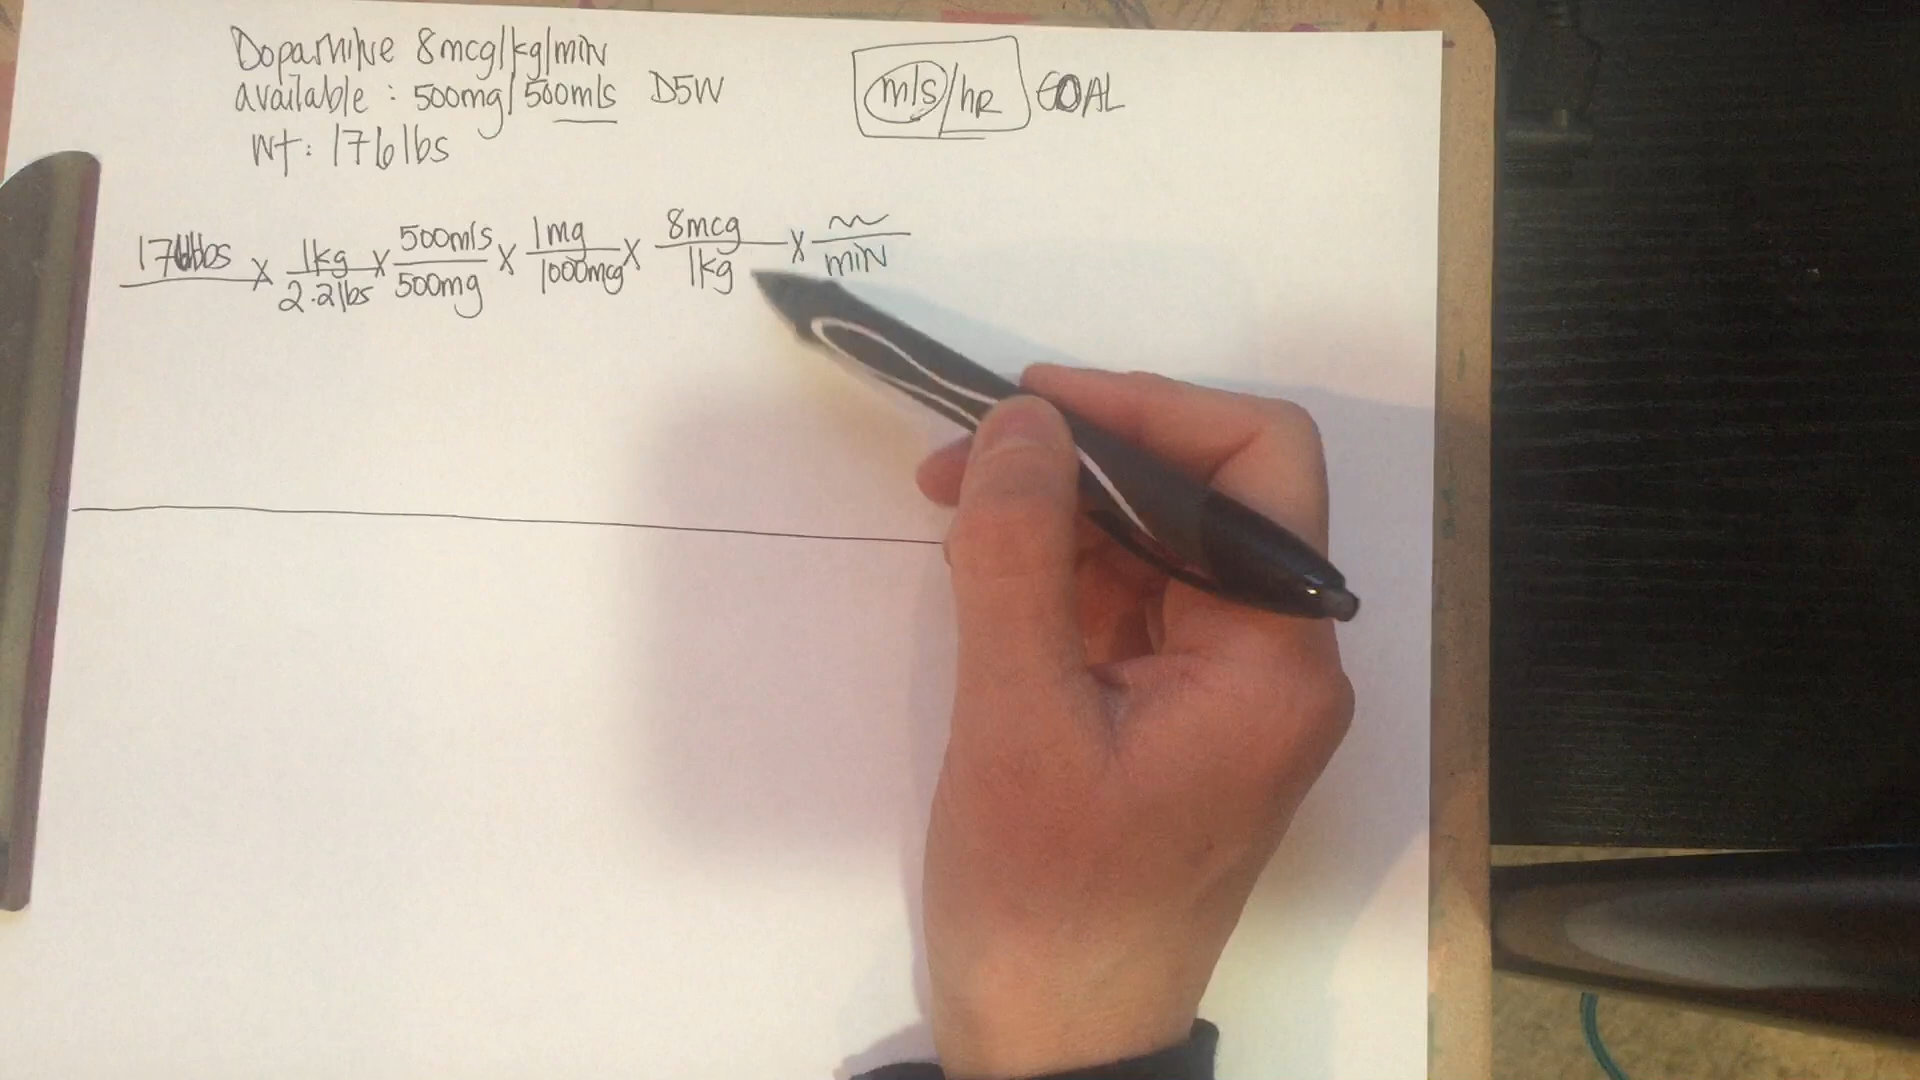 Dopamine 8mcg/kg/min
available : 500mg/500mls D5W
mls/hr GOAL
wt: 176lbs
176lbs x 1kg/2.2lbs x 500mls/500mg x 1mg/1000mcg x 8mcg/1kg x /min